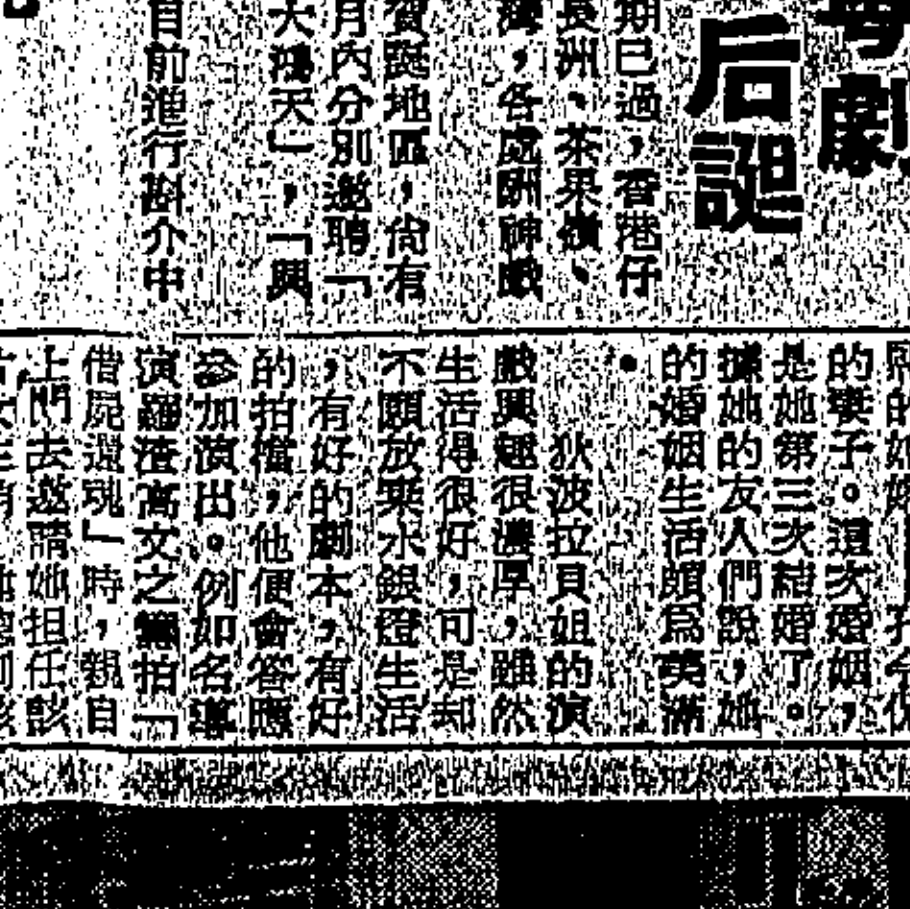 粵劇
后誕
期已過，香港仔
長洲、茶果嶺、
灣，各處酬神戲
賀誕地區，尙有
月內分別邀聘「
大鴻天」，「興
目前進行斟介中
的妻子。這次婚姻，
是她第三次結婚了。
據她的友人們說，她
的婚姻生活頗爲美滿
。
狄波拉貝姐的演
戲興趣很濃厚，雖然
生活得很好，可是却
不願放棄水銀燈生活
，有好的劇本，有好
的拍檔，他便會答應
參加演出。例如名導
演羅渣高文之籌拍「
借屍還魂」時，親自
上門去邀請她担任該